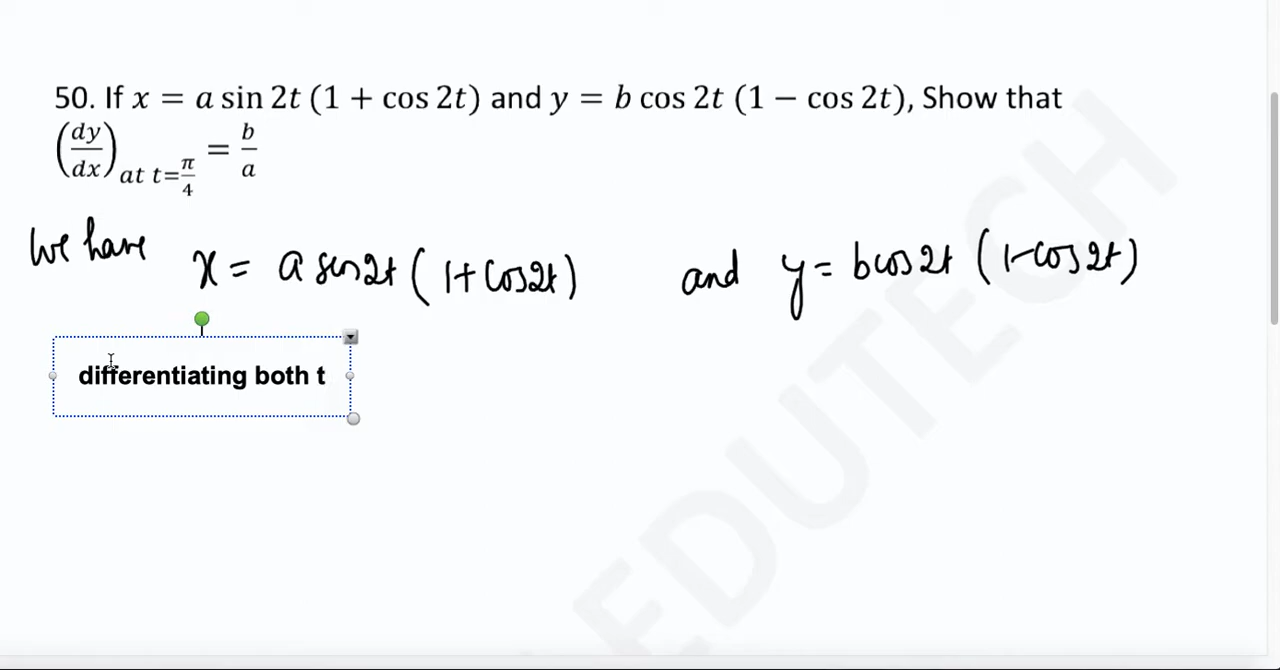 50. If x = a sin 2t (1 + cos 2t) and y = b cos 2t (1 − cos 2t), Show that
(dy/dx) at t=π/4 = b/a
We have x = a sin2t (1+cos2t) and y = bcos2t (1-cos2t)
differentiating both t
EDUTECH